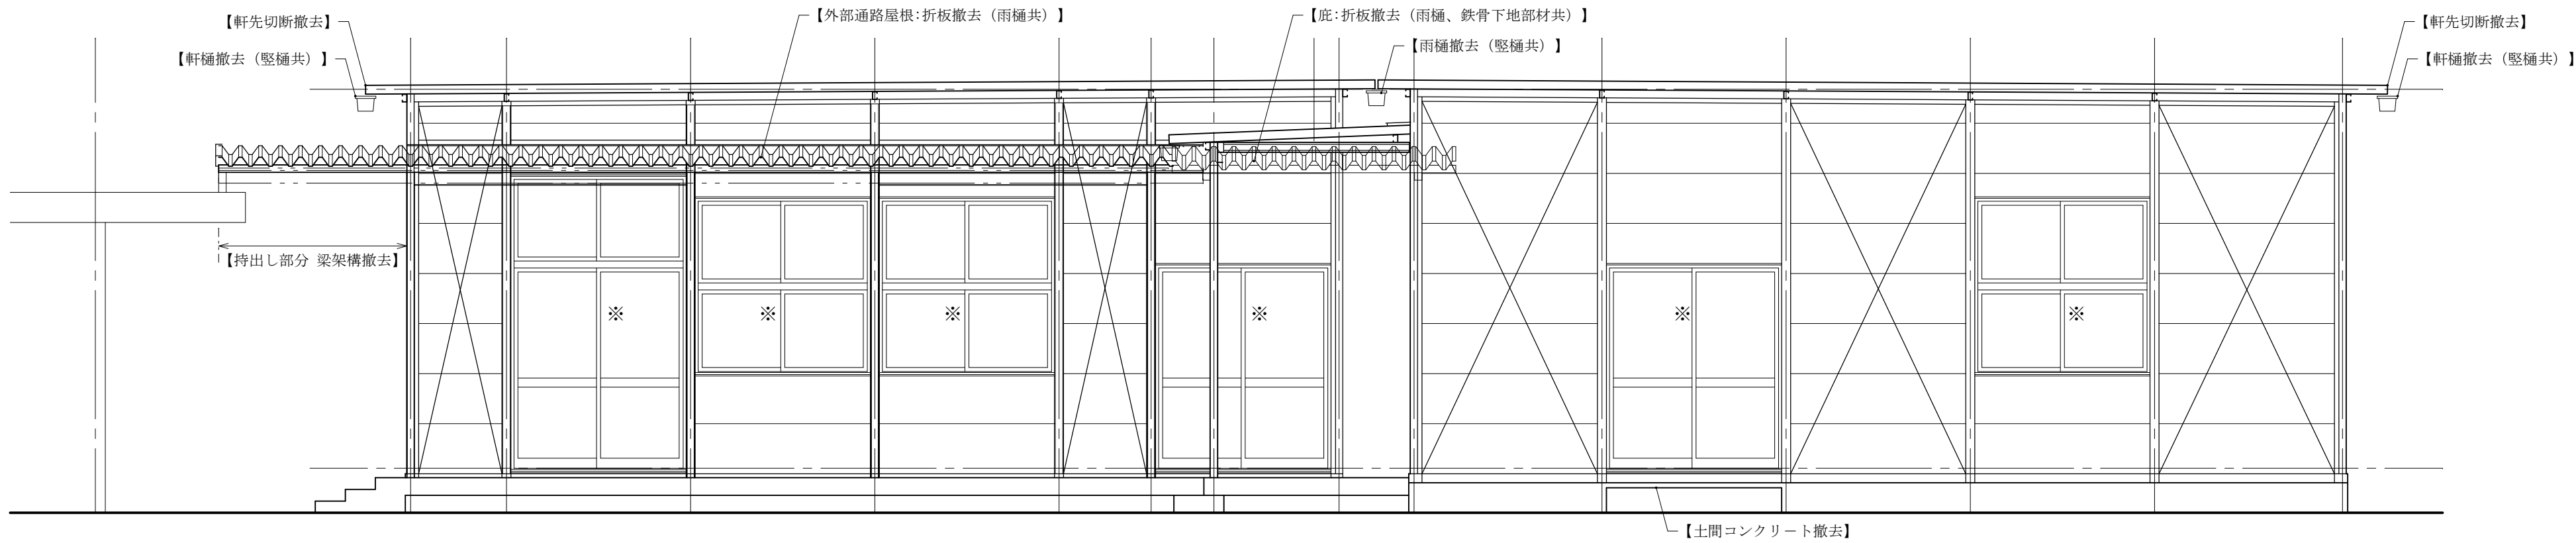 【軒先切断撤去】
【外部通路屋根:折板撤去（雨樋共）】
【庇:折板撤去（雨樋、鉄骨下地部材共）】
【軒先切断撤去】
【軒樋撤去（竪樋共）】
【雨樋撤去（竪樋共）】
【軒樋撤去（竪樋共）】
【持出し部分 梁架構撤去】
※ ※ ※ ※ ※ ※
【土間コンクリート撤去】